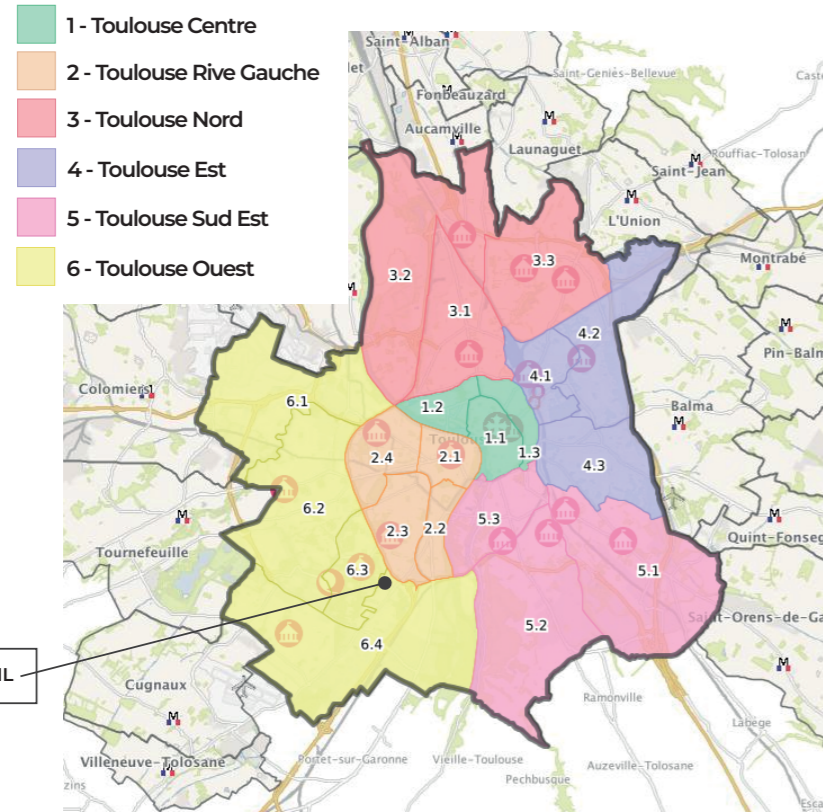 1 - Toulouse Centre
2 - Toulouse Rive Gauche
3 - Toulouse Nord
4 - Toulouse Est
5 - Toulouse Sud Est
6 - Toulouse Ouest
Saint-Alban
Saint-Geniès-Bellevue
Fonbeauzard
Aucamville
Launaguet
Rouffiac-Tolosan
Saint-Jean
L'Union
Montrabé
3.2
3.3
3.1
4.2
4.1
Colomiers
6.1
1.2
Balma
1.1
1.3
2.4
2.1
4.3
6.2
5.3
2.3
2.2
Tournefeuille
Quint-Fonseg
6.3
5.1
5.2
Saint-Orens-de-Ga
6.4
IL
Cugnaux
Ramonville
Labège
Villeneuve-Tolosane
Portet-sur-Garonne
Vieille-Toulouse
Auzeville-Tolosane
Pechbusque